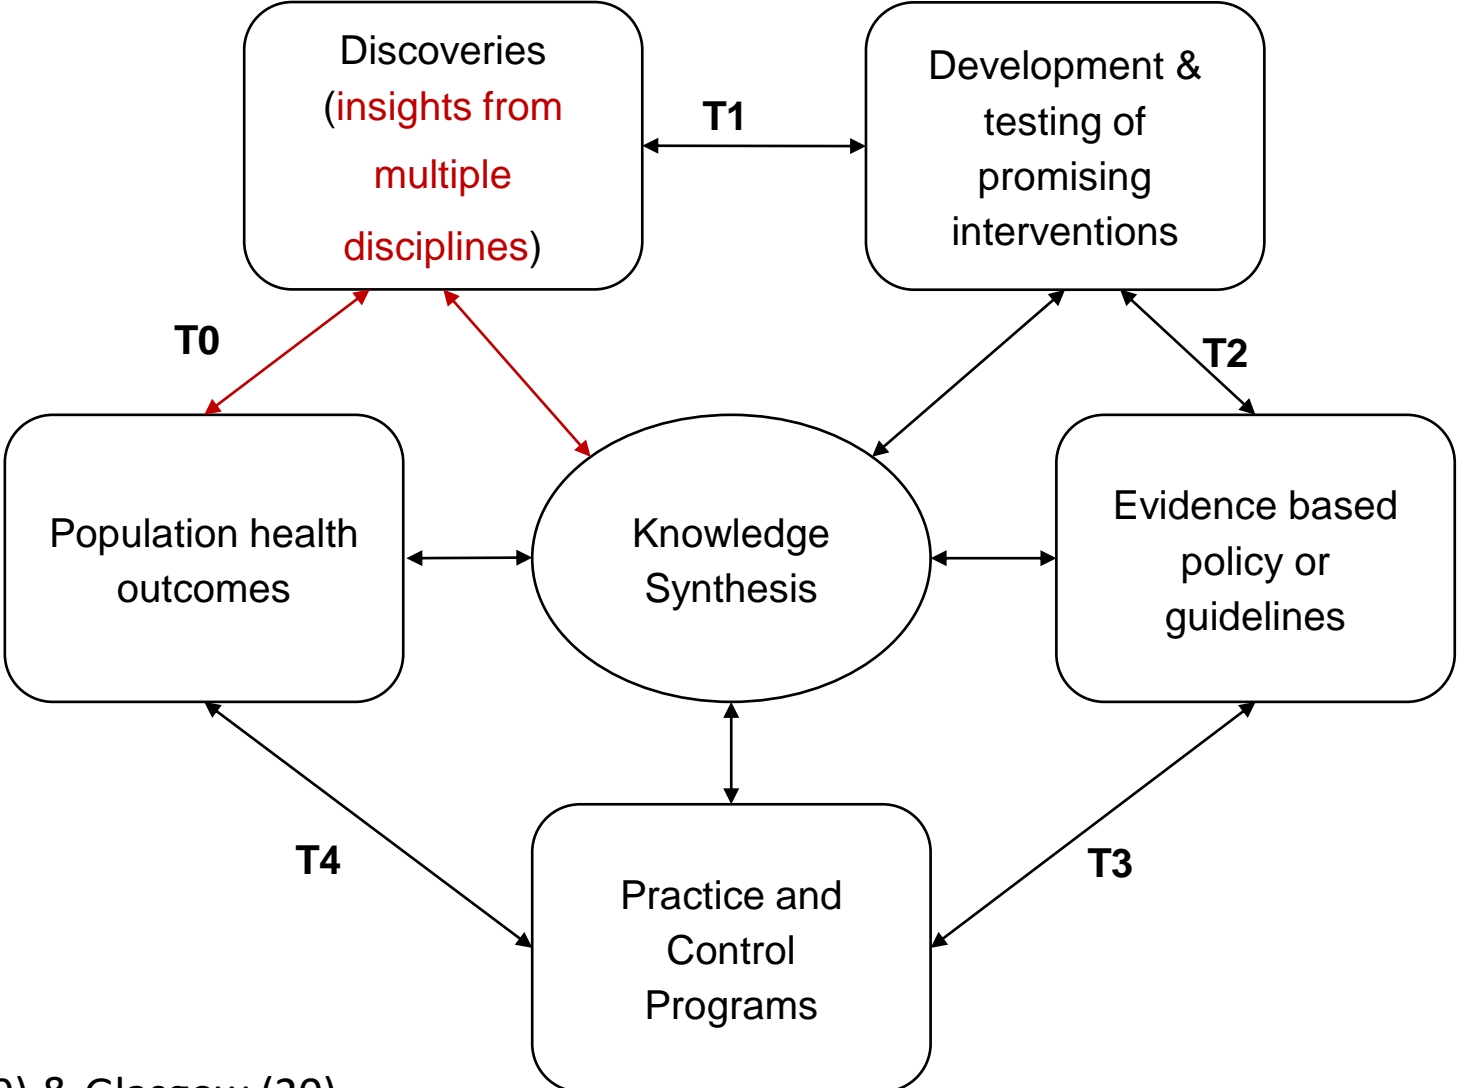 Discoveries
(insights from
multiple
disciplines)
T1
Development &
testing of
promising
interventions
T0
T2
Population health
outcomes
Knowledge
Synthesis
Evidence based
policy or
guidelines
T4
T3
Practice and
Control
Programs
) & Glasgow (20)